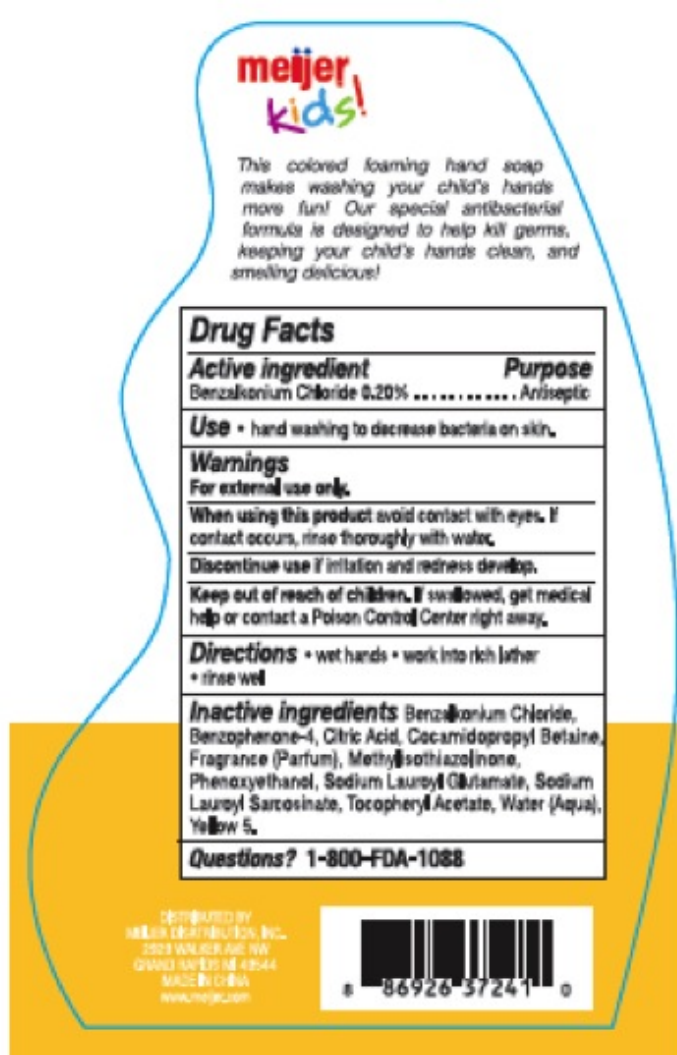 meijer
kids!
This colored foaming hand soap
makes washing your child's hands
more fun! Our special antibacterial
formula is designed to help kill germs,
keeping your child's hands clean, and
smelling delicious!
Drug Facts
Active ingredient Purpose
Benzalkonium Chloride 0.20% ............. Antiseptic
Use • hand washing to decrease bacteria on skin.
Warnings
For external use only.
When using this product avoid contact with eyes. If
contact occurs, rinse thoroughly with water.
Discontinue use if irritation and redness develop.
Keep out of reach of children. If swallowed, get medical
help or contact a Poison Control Center right away.
Directions • wet hands • work into rich lather
• rinse well
Inactive ingredients Benzalkonium Chloride,
Benzophenone-4, Citric Acid, Cocamidopropyl Betaine,
Fragrance (Parfum), Methylisothiazolinone,
Phenoxyethanol, Sodium Lauroyl Glutamate, Sodium
Lauroyl Sarcosinate, Tocopheryl Acetate, Water (Aqua),
Yellow 5.
Questions? 1-800-FDA-1088
DISTRIBUTED BY
MEIJER DISTRIBUTION, INC.
2929 WALKER AVE NW
GRAND RAPIDS MI 49544
MADE IN CHINA
www.meijer.com
8 86926 37241 0